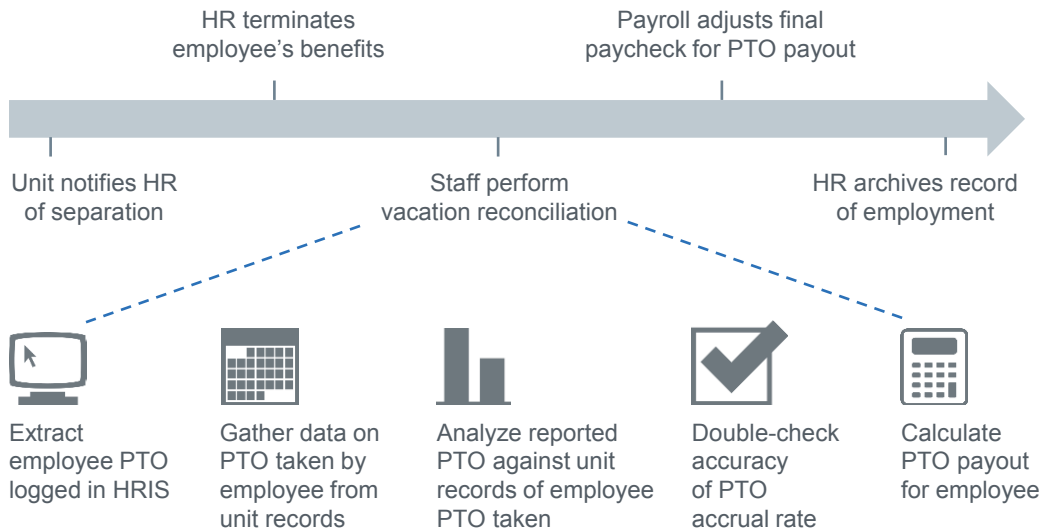 HR terminates
employee's benefits
Payroll adjusts final
paycheck for PTO payout
Unit notifies HR
of separation
Staff perform
vacation reconciliation
HR archives record
of employment
Extract
employee PTO
logged in HRIS
Gather data on
PTO taken by
employee from
unit records
Analyze reported
PTO against unit
records of employee
PTO taken
Double-check
accuracy
of PTO
accrual rate
Calculate
PTO payout
for employee